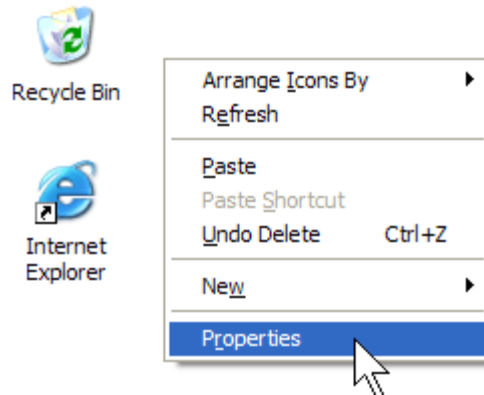 Recycle Bin
Internet
Explorer
Arrange Icons By
Refresh
Paste
Paste Shortcut
Undo Delete Ctrl+Z
New
Properties